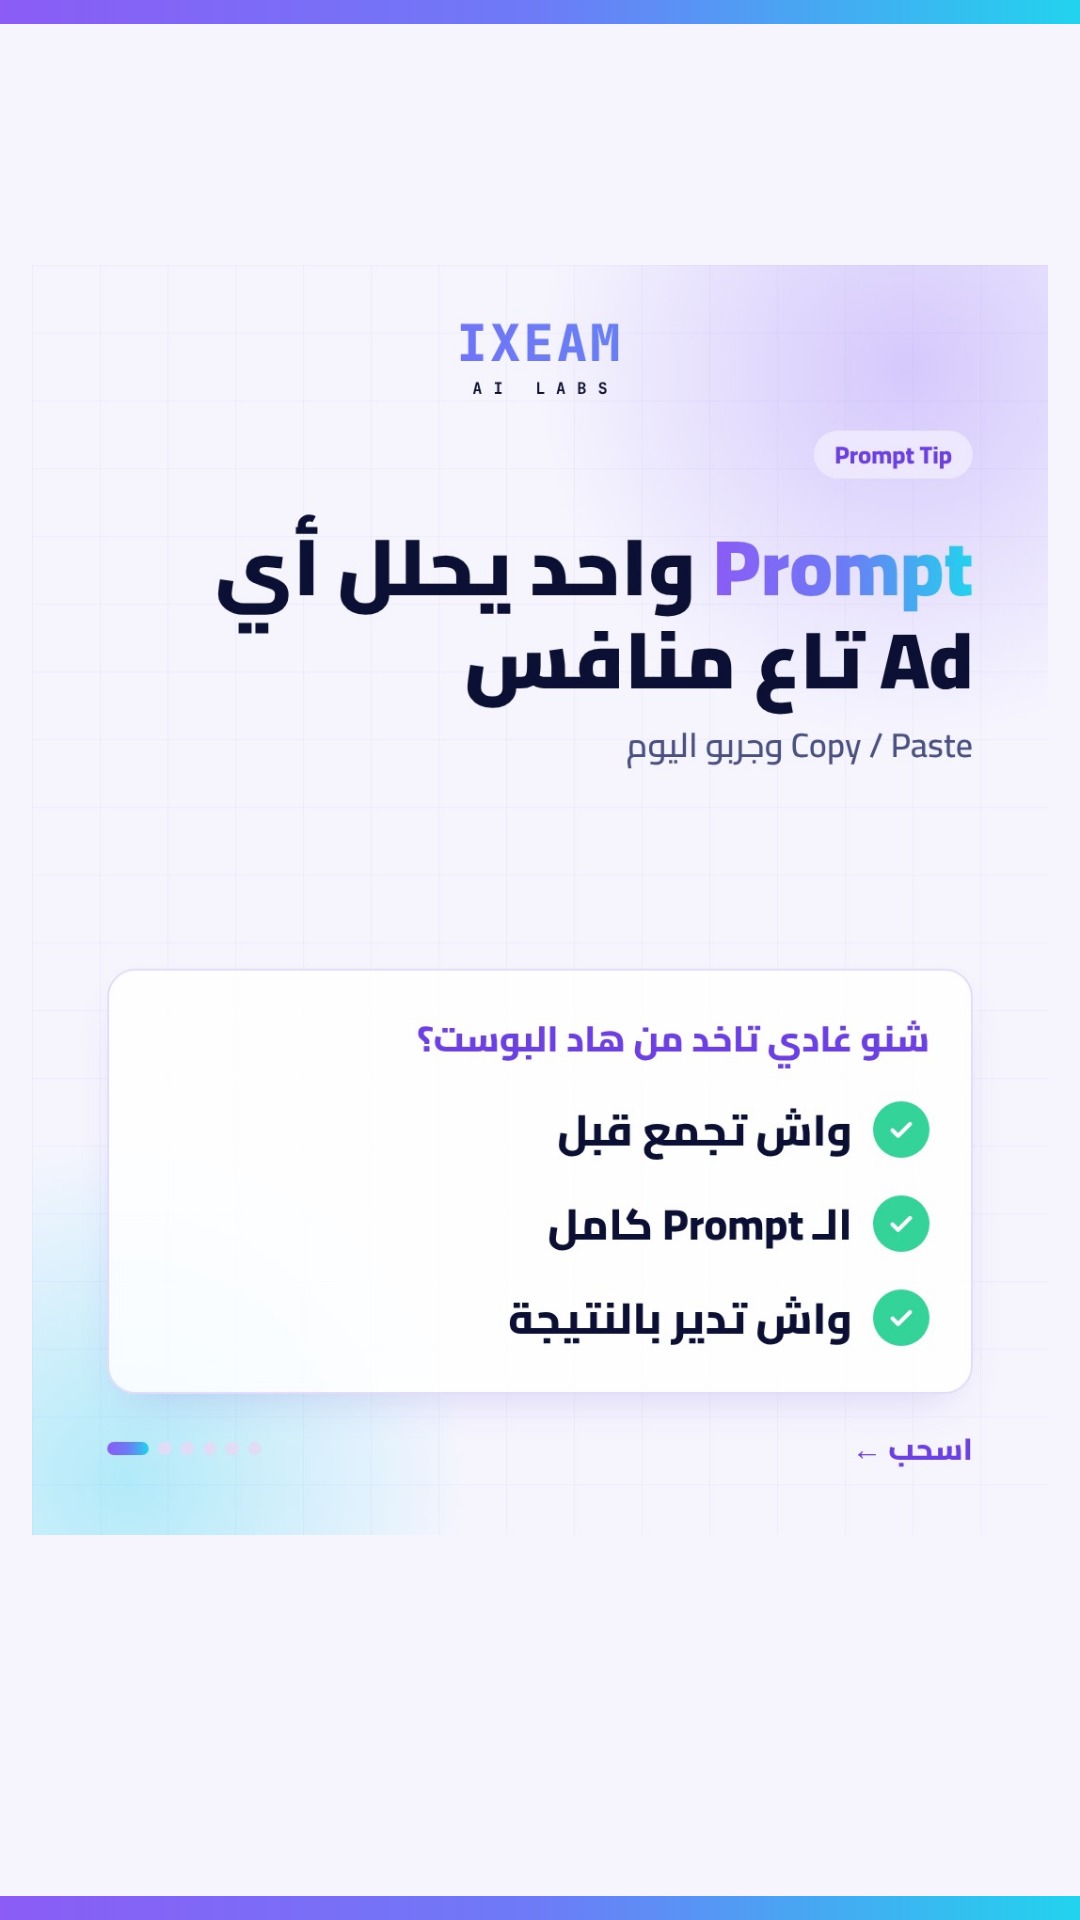 IXEAM
AI LABS
Prompt Tip
Prompt واحد يحلل أي
Ad تاع منافس
Copy / Paste وجربو اليوم
شنو غادي تاخد من هاد البوست؟
واش تجمع قبل
الـ Prompt كامل
واش تدير بالنتيجة
اسحب ←